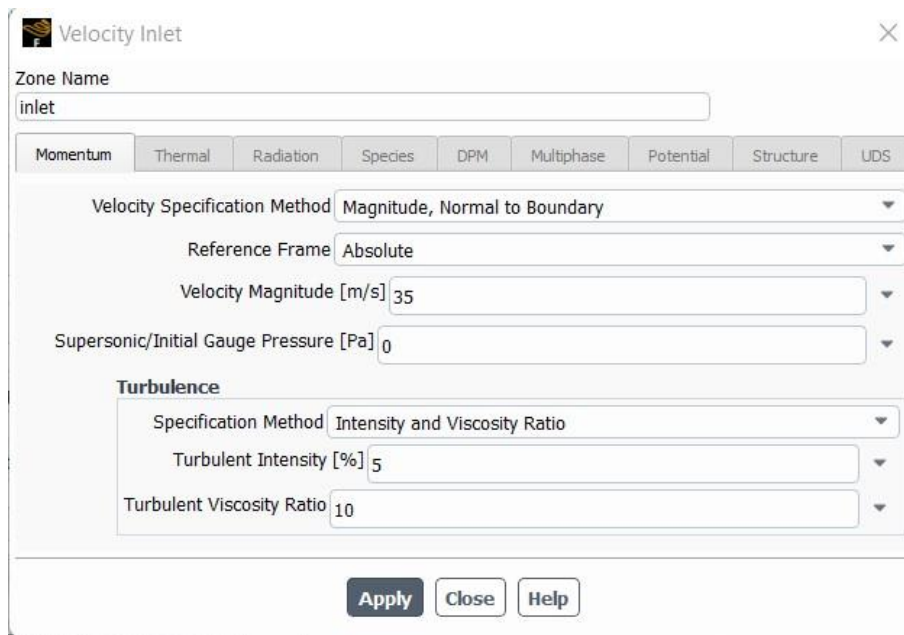 Velocity Inlet
Zone Name
inlet
Momentum Thermal Radiation Species DPM Multiphase Potential Structure UDS
Velocity Specification Method Magnitude, Normal to Boundary
Reference Frame Absolute
Velocity Magnitude [m/s] 35
Supersonic/Initial Gauge Pressure [Pa] 0
Turbulence
Specification Method Intensity and Viscosity Ratio
Turbulent Intensity [%] 5
Turbulent Viscosity Ratio 10
Apply Close Help